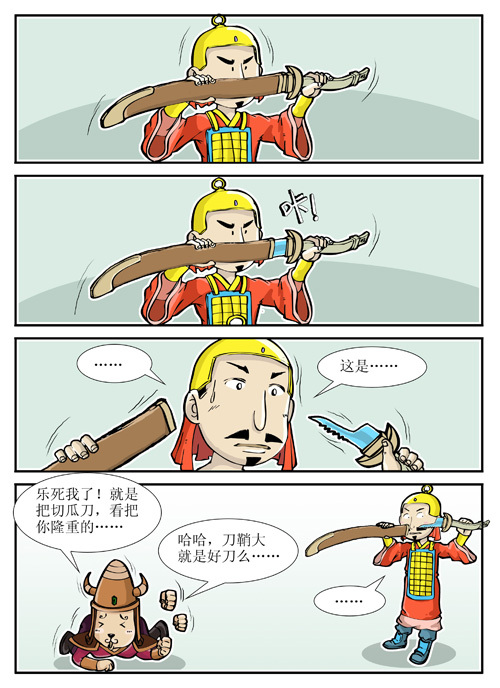 咔!
……
这是……
乐死我了！就是
把切瓜刀，看把
你隆重的……
哈哈，刀鞘大
就是好刀么……
……